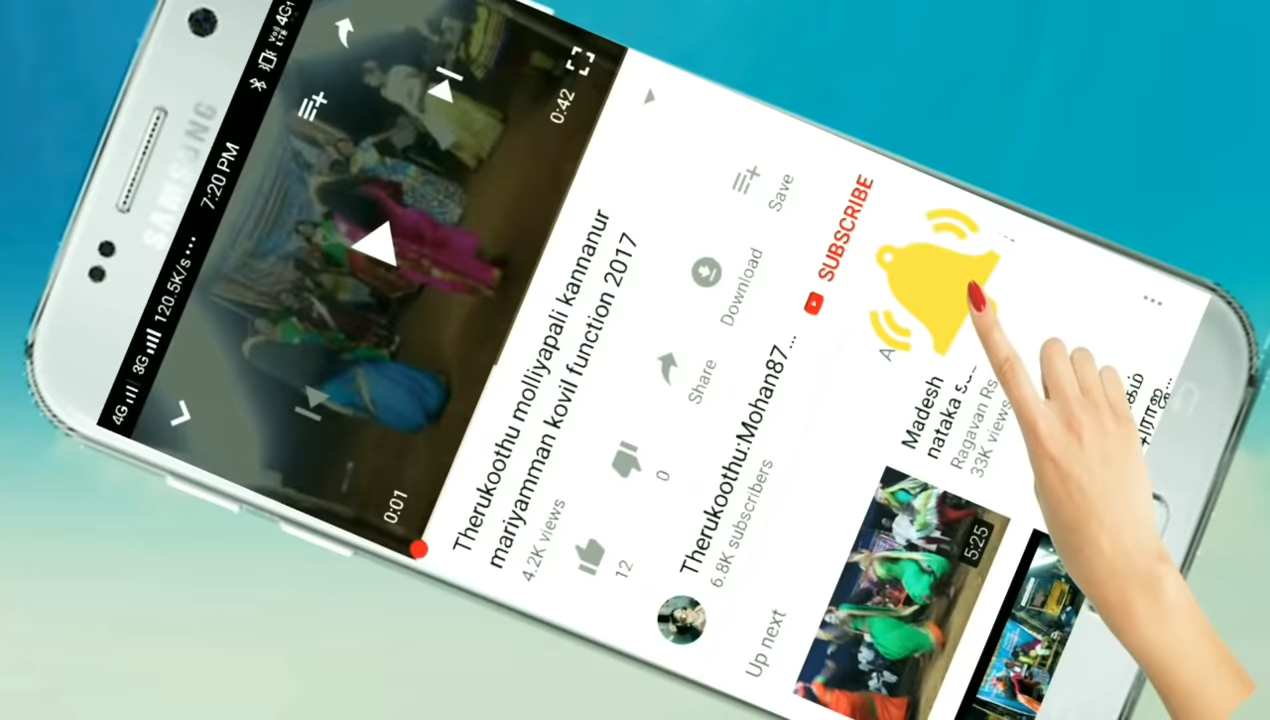 SAMSUNG
4G 3G 120.5K/s ... 7:20 PM VoLTE 4G
0:01
0:42
Therukoothu molliyapali kannanur
mariyamman kovil function 2017
4.2K views
12
0
Share
Download
Save
Therukoothu:Mohan87...
6.8K subscribers
SUBSCRIBE
Up next
A
5:25
Madesh
nataka s...
Ragavan Rs
33K views